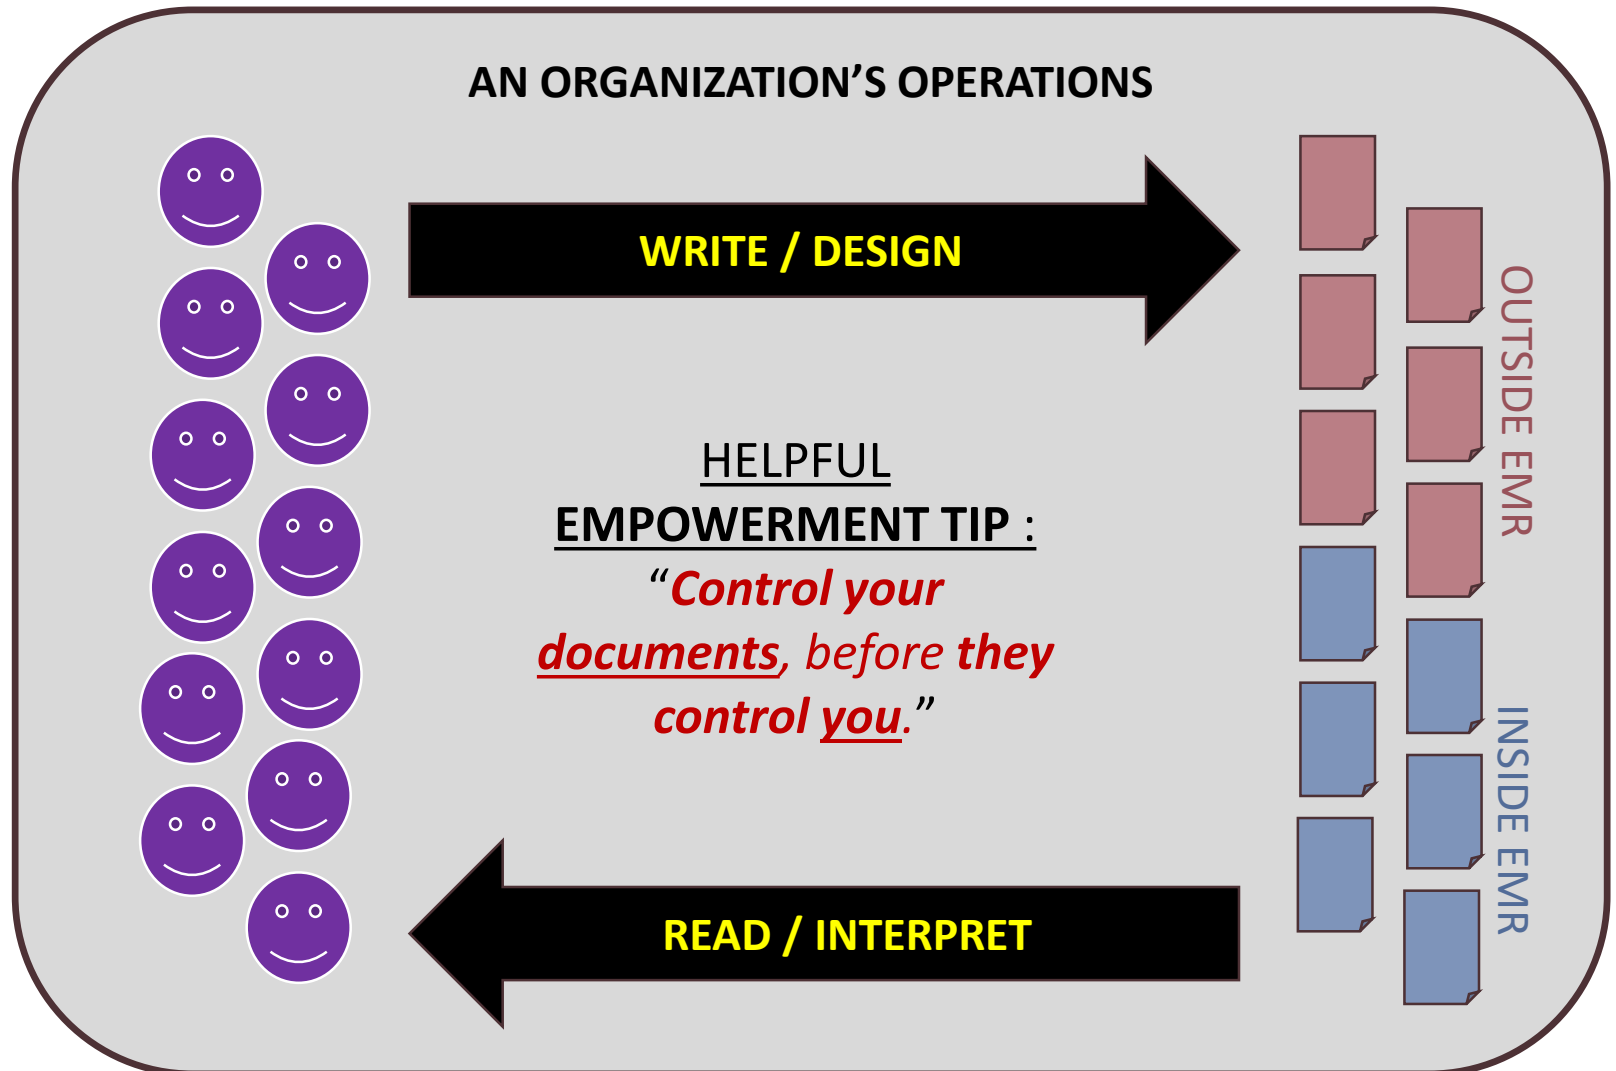 AN ORGANIZATION’S OPERATIONS
WRITE / DESIGN
HELPFUL
EMPOWERMENT TIP :
“Control your
documents, before they
control you.”
READ / INTERPRET
OUTSIDE EMR
INSIDE EMR